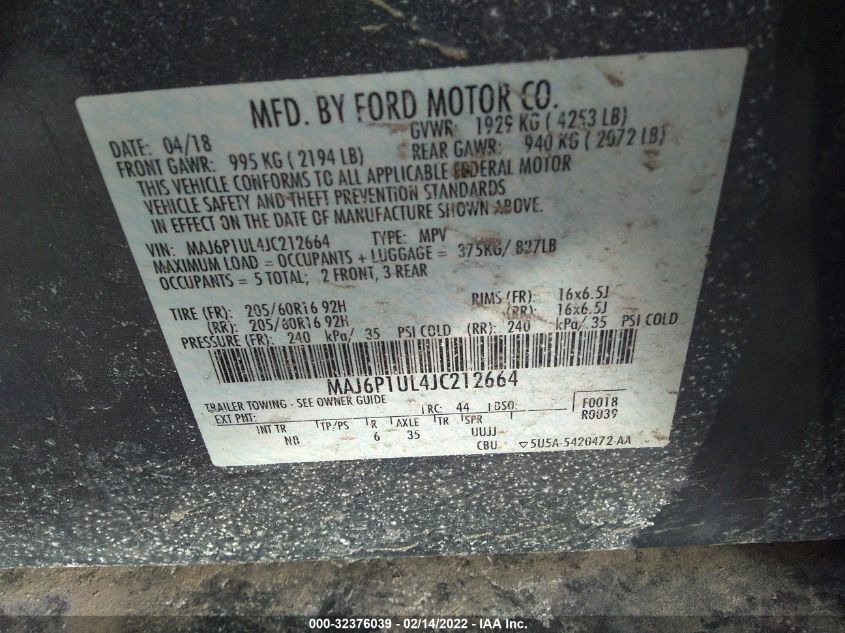 MFD. BY FORD MOTOR CO.
DATE: 04/18 GVWR: 1929 KG ( 4253 LB)
FRONT GAWR: 995 KG ( 2194 LB) REAR GAWR: 940 KG ( 2072 LB)
THIS VEHICLE CONFORMS TO ALL APPLICABLE FEDERAL MOTOR
VEHICLE SAFETY AND THEFT PREVENTION STANDARDS
IN EFFECT ON THE DATE OF MANUFACTURE SHOWN ABOVE.
VIN: MAJ6P1UL4JC212664 TYPE: MPV
MAXIMUM LOAD = OCCUPANTS + LUGGAGE = 375KG/ 827LB
OCCUPANTS = 5 TOTAL; 2 FRONT, 3 REAR
TIRE (FR): 205/60R16 92H RIMS (FR): 16x6.5J
(RR): 205/60R16 92H (RR): 16x6.5J
PRESSURE (FR): 240 kPa/ 35 PSI COLD (RR): 240 kPa/ 35 PSI COLD
MAJ6P1UL4JC212664
TRAILER TOWING - SEE OWNER GUIDE
EXT PNT: RC: 44 DSO: F0018
R0039
INT TR TP/PS R AXLE TR SPR
6 35 UUJJ
CBU 5U5A-5420472-AA
000-32376039 - 02/14/2022 - IAA Inc.